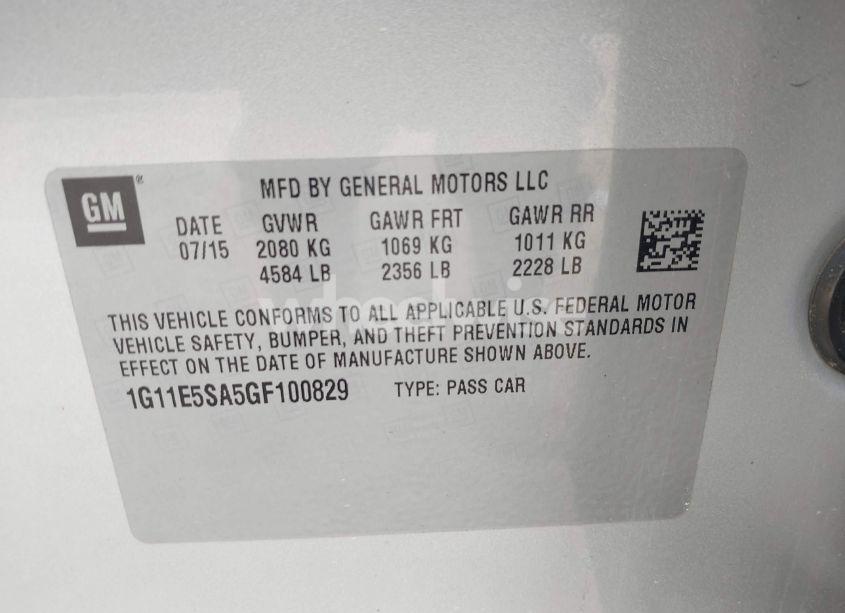 GM®
MFD BY GENERAL MOTORS LLC
DATE GVWR GAWR FRT GAWR RR
07/15 2080 KG 1069 KG 1011 KG
4584 LB 2356 LB 2228 LB
THIS VEHICLE CONFORMS TO ALL APPLICABLE U.S. FEDERAL MOTOR
VEHICLE SAFETY, BUMPER, AND THEFT PREVENTION STANDARDS IN
EFFECT ON THE DATE OF MANUFACTURE SHOWN ABOVE.
1G11E5SA5GF100829 TYPE: PASS CAR